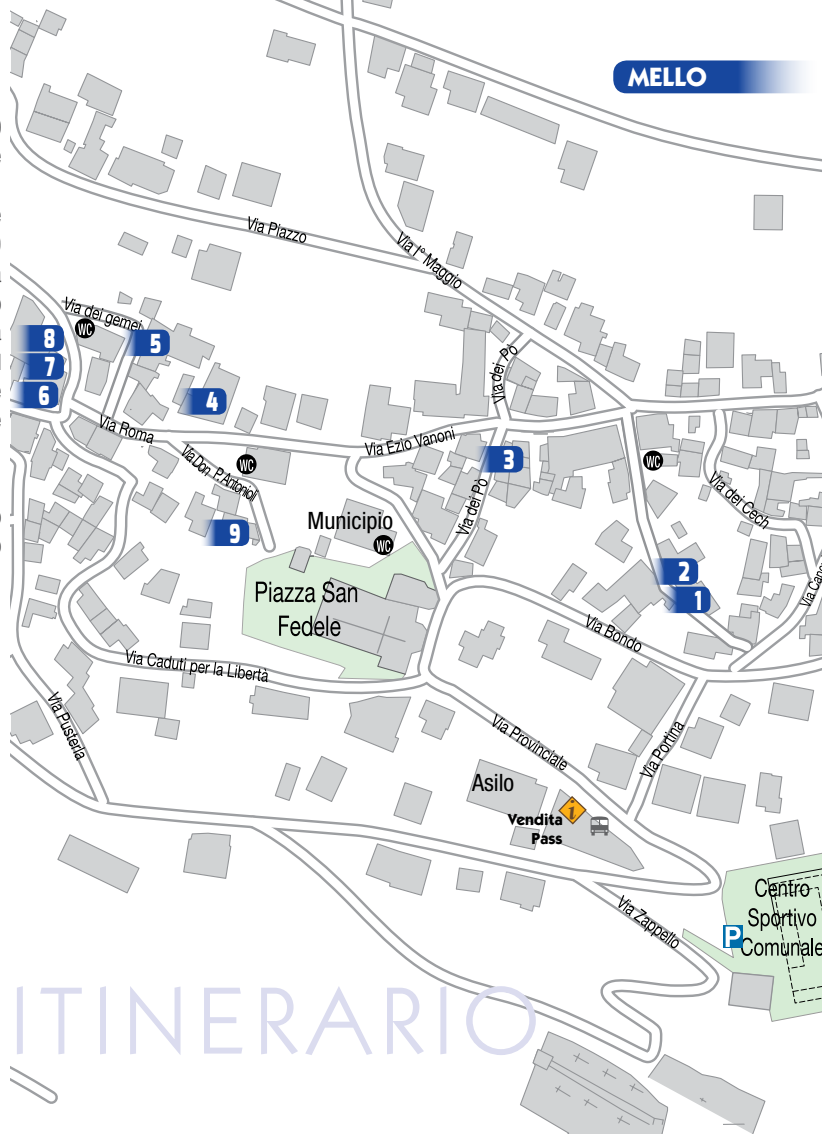 MELLO
Via Piazzo
Via I° Maggio
Via dei gemei
WC
8
5
7
6
4
Via dei Pò
Via Roma
Via Ezio Vanoni
Via Don. P. Antoniol
WC
3
WC
Via dei Pò
Via dei Cech
9
Municipio
WC
2
1
Piazza San
Fedele
Via Bondo
Via Caduti per la Libertà
Via Pusterla
Via Provinciale
Via Portina
Asilo
Vendita
Pass
i
Centro
Sportivo
Comunale
P
Via Zappello
ITINERARIO